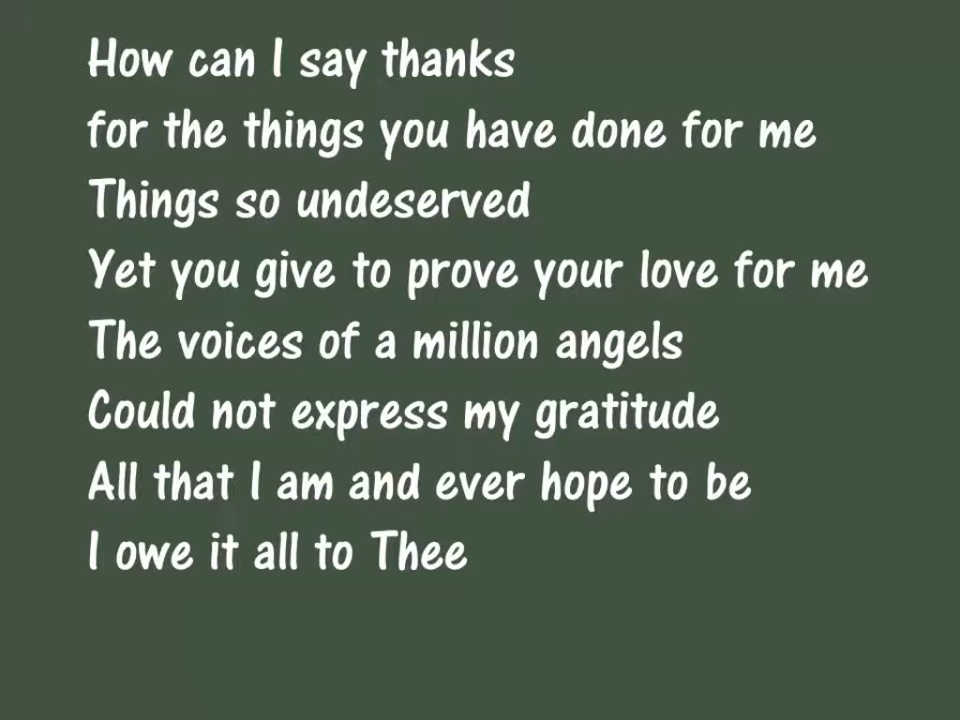 How can I say thanks
for the things you have done for me
Things so undeserved
Yet you give to prove your love for me
The voices of a million angels
Could not express my gratitude
All that I am and ever hope to be
I owe it all to Thee